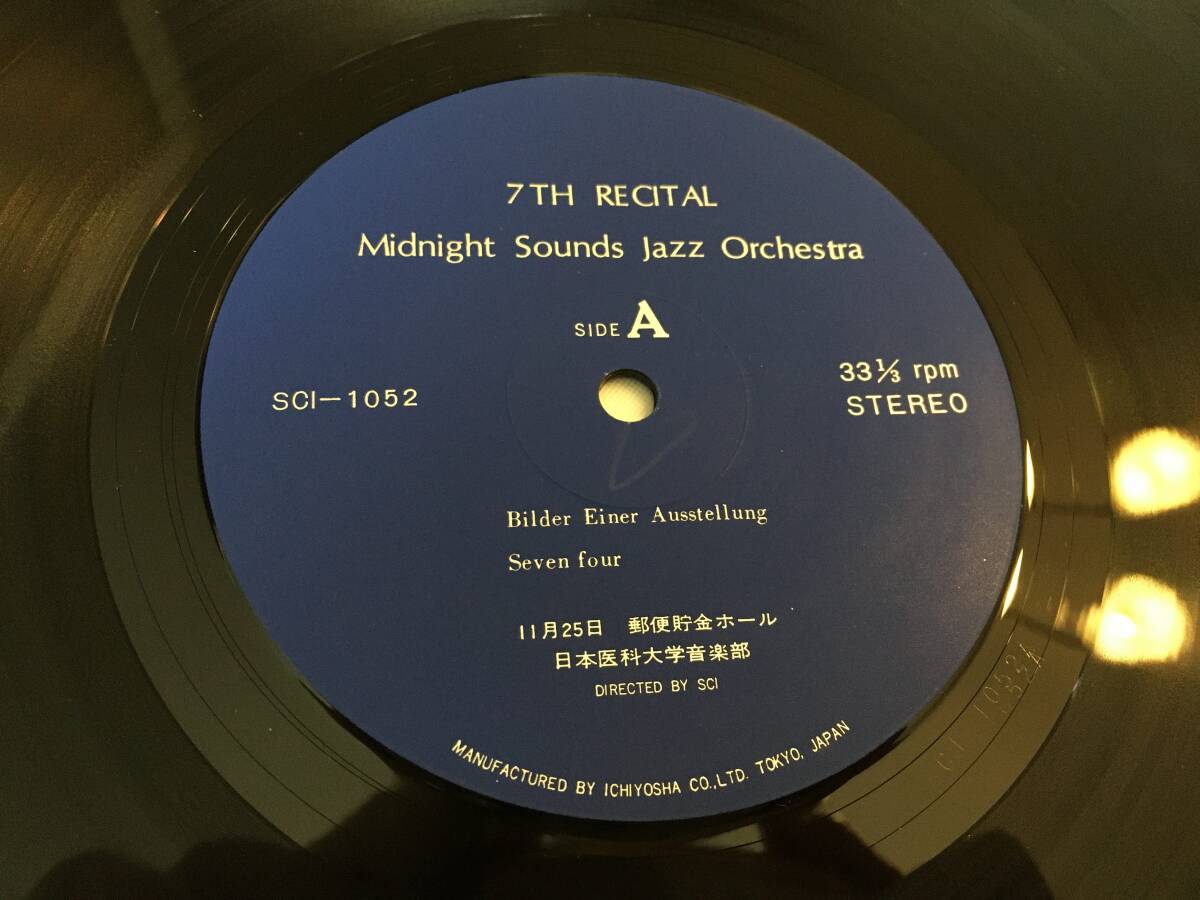 7TH RECITAL
Midnight Sounds Jazz Orchestra
SIDE A
SCI-1052
33⅓ rpm
STEREO
Bilder Einer Ausstellung
Seven four
11月25日 郵便貯金ホール
日本医科大学音楽部
DIRECTED BY SCI
MANUFACTURED BY ICHIYOSHA CO.,LTD. TOKYO, JAPAN